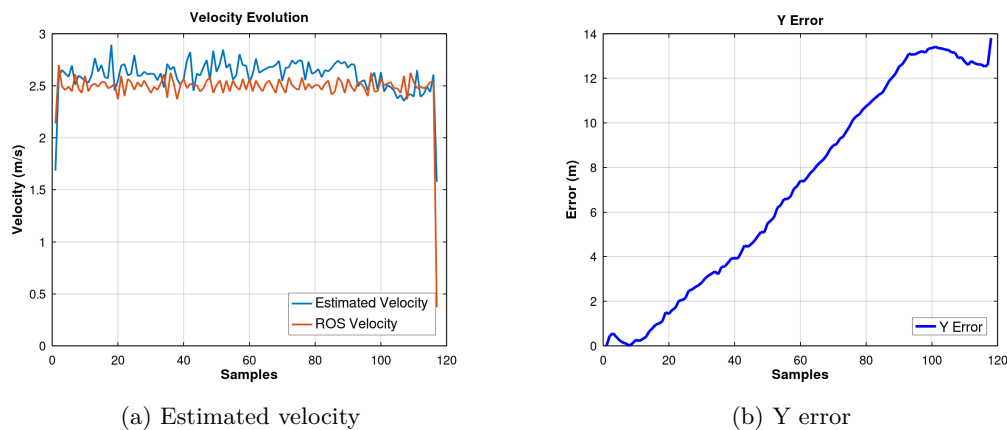 Velocity Evolution
3
2.5
2
1.5
1
0.5
0
Velocity (m/s)
0 20 40 60 80 100 120
Samples
Estimated Velocity
ROS Velocity
(a) Estimated velocity
Y Error
14
12
10
8
6
4
2
0
Error (m)
0 20 40 60 80 100 120
Samples
Y Error
(b) Y error